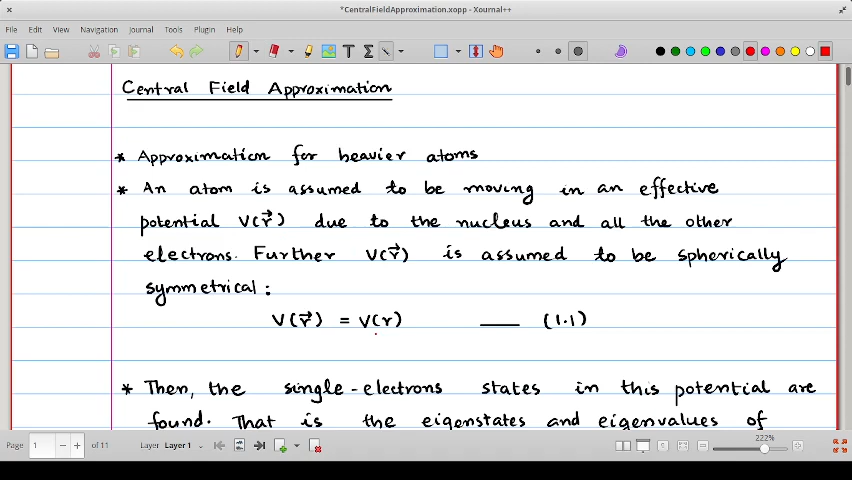 *CentralFieldApproximation.xopp - Xournal++
File Edit View Navigation Journal Tools Plugin Help
Central Field Approximation
* Approximation for heavier atoms
* An atom is assumed to be moving in an effective
potential V(r⃗) due to the nucleus and all the other
electrons. Further V(r⃗) is assumed to be spherically
symmetrical :
V(r⃗) = V(r) —— (1.1)
* Then, the single-electrons states in this potential are
found. That is the eigenstates and eigenvalues of
Page 1 of 11 Layer Layer 1 222%